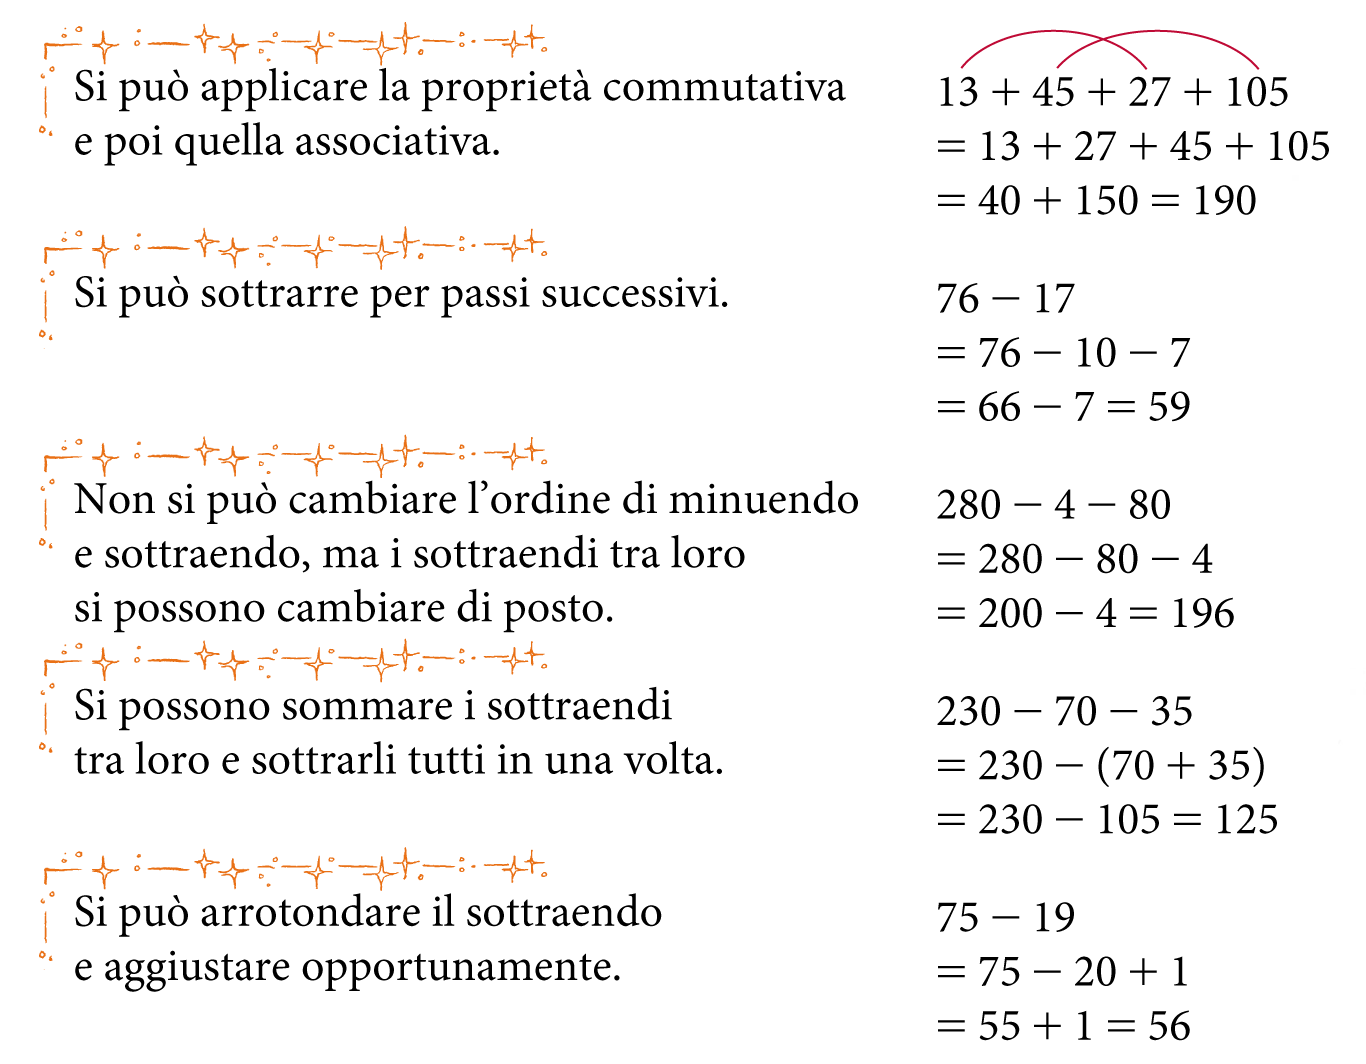 Si può applicare la proprietà commutativa
e poi quella associativa.
13 + 45 + 27 + 105
= 13 + 27 + 45 + 105
= 40 + 150 = 190
Si può sottrarre per passi successivi.
76 − 17
= 76 − 10 − 7
= 66 − 7 = 59
Non si può cambiare l’ordine di minuendo
e sottraendo, ma i sottraendi tra loro
si possono cambiare di posto.
280 − 4 − 80
= 280 − 80 − 4
= 200 − 4 = 196
Si possono sommare i sottraendi
tra loro e sottrarli tutti in una volta.
230 − 70 − 35
= 230 − (70 + 35)
= 230 − 105 = 125
Si può arrotondare il sottraendo
e aggiustare opportunamente.
75 − 19
= 75 − 20 + 1
= 55 + 1 = 56